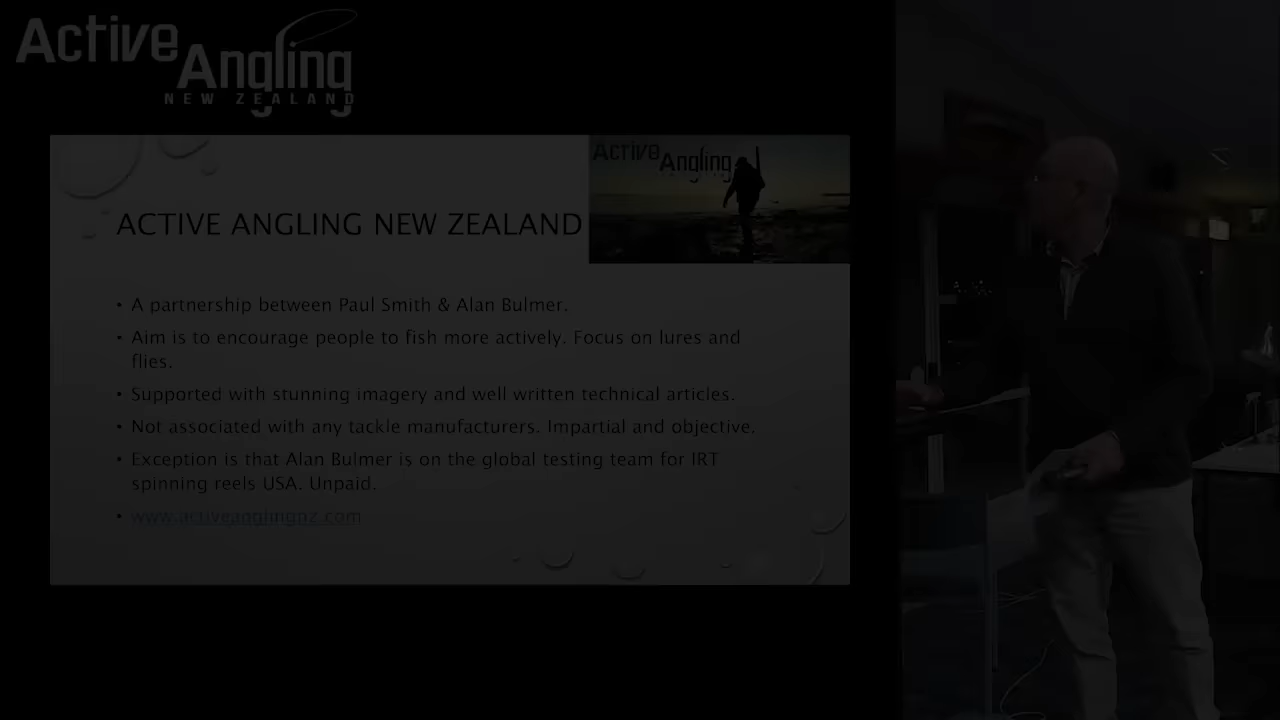 Active
Angling
NEW ZEALAND
Active Angling
ACTIVE ANGLING NEW ZEALAND
• A partnership between Paul Smith & Alan Bulmer.
• Aim is to encourage people to fish more actively. Focus on lures and
flies.
• Supported with stunning imagery and well written technical articles.
• Not associated with any tackle manufacturers. Impartial and objective.
• Exception is that Alan Bulmer is on the global testing team for IRT
spinning reels USA. Unpaid.
• www.activeanglingnz.com